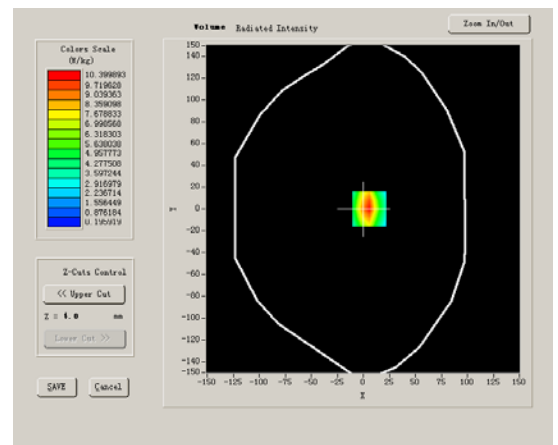 Volume Radiated Intensity
Zoom In/Out
Colors Scale
(W/kg)
10.399893
9.719628
9.039363
8.359098
7.678833
6.998568
6.318303
5.638038
4.957773
4.277508
3.597244
2.916979
2.236714
1.556449
0.876184
0.195919
Z-Cuts Control
<< Upper Cut
Z = 4.0 mm
Lower Cut >>
SAVE
Cancel
150
140
120
100
80
60
40
20
0
-20
-40
-60
-80
-100
-120
-140
-150
Y
-150 -125 -100 -75 -50 -25 0 25 50 75 100 125 150
X